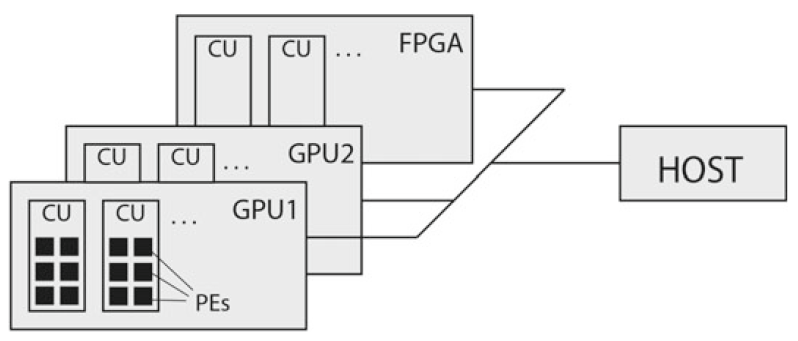 CU CU ... FPGA
CU CU ... GPU2
CU CU ... GPU1
PEs
HOST